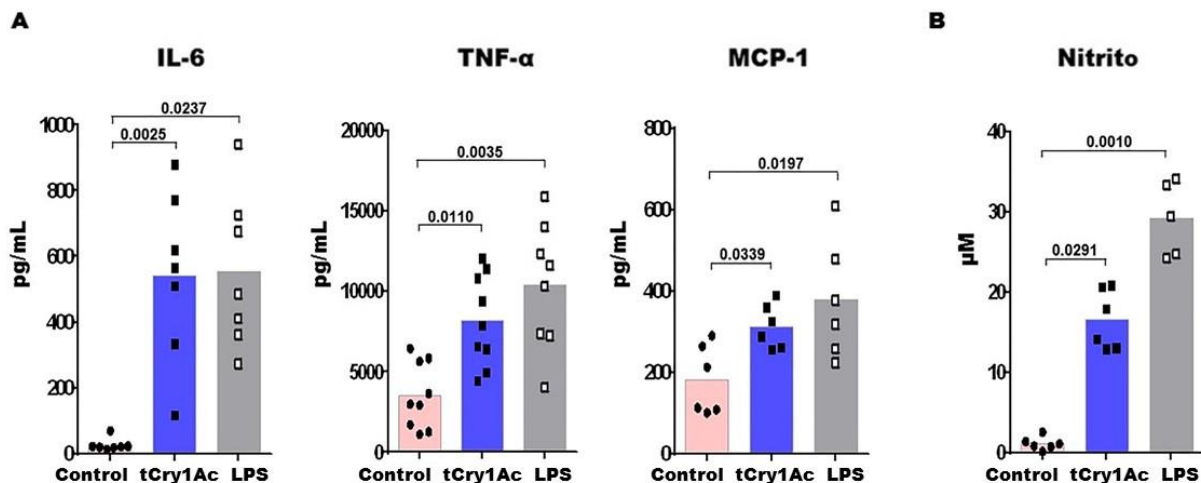 A
B
IL-6
TNF-α
MCP-1
Nitrito
0.0237
0.0025
1000
800
600
400
200
0
pg/mL
Control tCry1Ac LPS
0.0035
0.0110
20000
15000
10000
5000
0
pg/mL
Control tCry1Ac LPS
0.0197
0.0339
800
600
400
200
0
pg/mL
Control tCry1Ac LPS
0.0010
0.0291
40
30
20
10
0
µM
Control tCry1Ac LPS